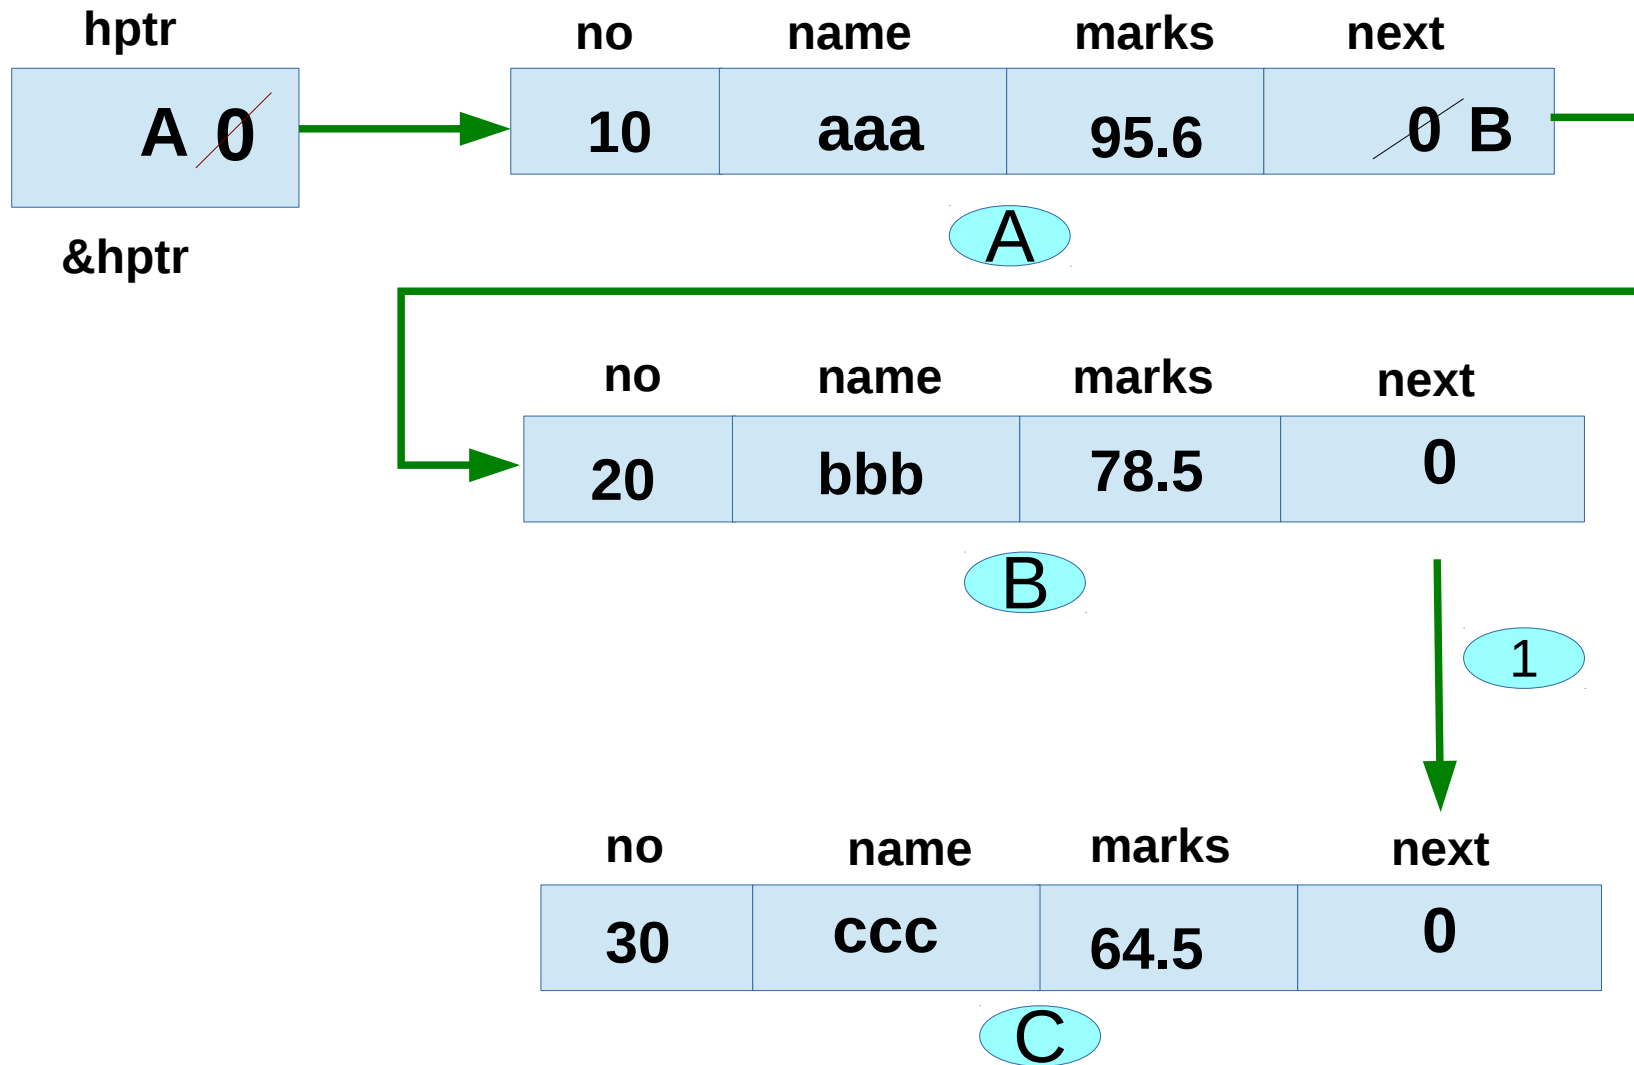 hptr no name marks next
A 0 10 aaa 95.6 0 B
A
&hptr
no name marks next
20 bbb 78.5 0
B
1
no name marks next
30 ccc 64.5 0
C